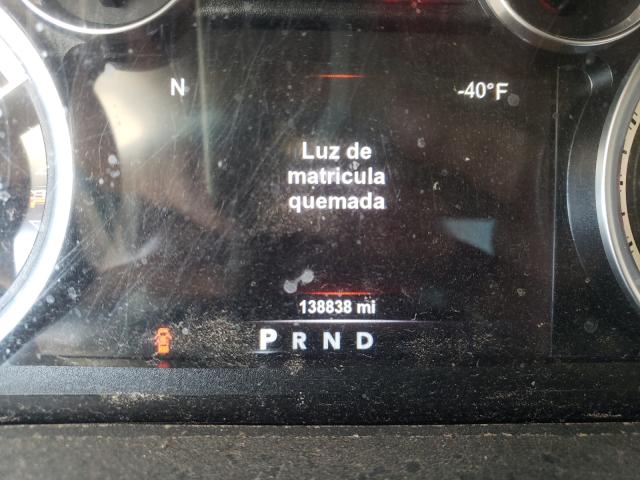 N -40°F
Luz de
matricula
quemada
138838 mi
P R N D